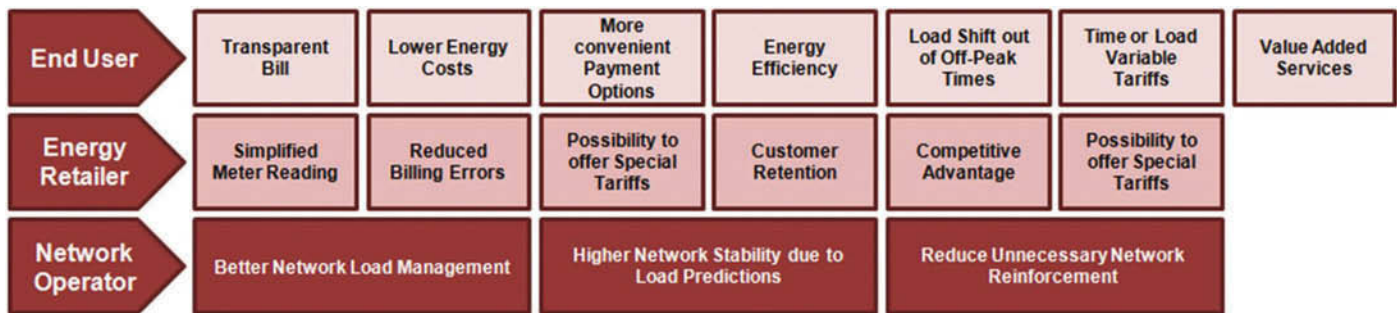 End User
Transparent
Bill
Lower Energy
Costs
More
convenient
Payment
Options
Energy
Efficiency
Load Shift out
of Off-Peak
Times
Time or Load
Variable
Tariffs
Value Added
Services
Energy
Retailer
Simplified
Meter Reading
Reduced
Billing Errors
Possibility to
offer Special
Tariffs
Customer
Retention
Competitive
Advantage
Possibility to
offer Special
Tariffs
Network
Operator
Better Network Load Management
Higher Network Stability due to
Load Predictions
Reduce Unnecessary Network
Reinforcement